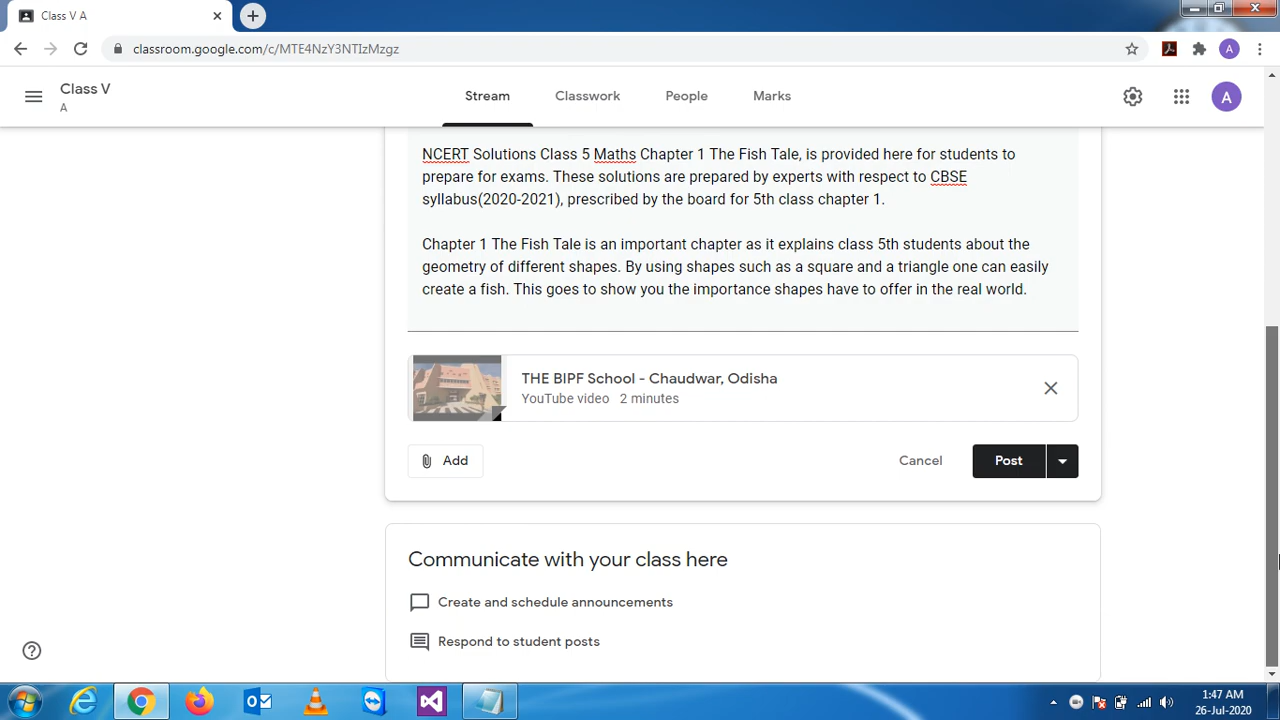 Class V A
classroom.google.com/c/MTE4NzY3NTIzMzgz
A
Class V
A
Stream
Classwork
People
Marks
A
NCERT Solutions Class 5 Maths Chapter 1 The Fish Tale, is provided here for students to
prepare for exams. These solutions are prepared by experts with respect to CBSE
syllabus(2020-2021), prescribed by the board for 5th class chapter 1.
Chapter 1 The Fish Tale is an important chapter as it explains class 5th students about the
geometry of different shapes. By using shapes such as a square and a triangle one can easily
create a fish. This goes to show you the importance shapes have to offer in the real world.
THE BIPF School - Chaudwar, Odisha
YouTube video 2 minutes
Add
Cancel
Post
Communicate with your class here
Create and schedule announcements
Respond to student posts
1:47 AM
26-Jul-2020